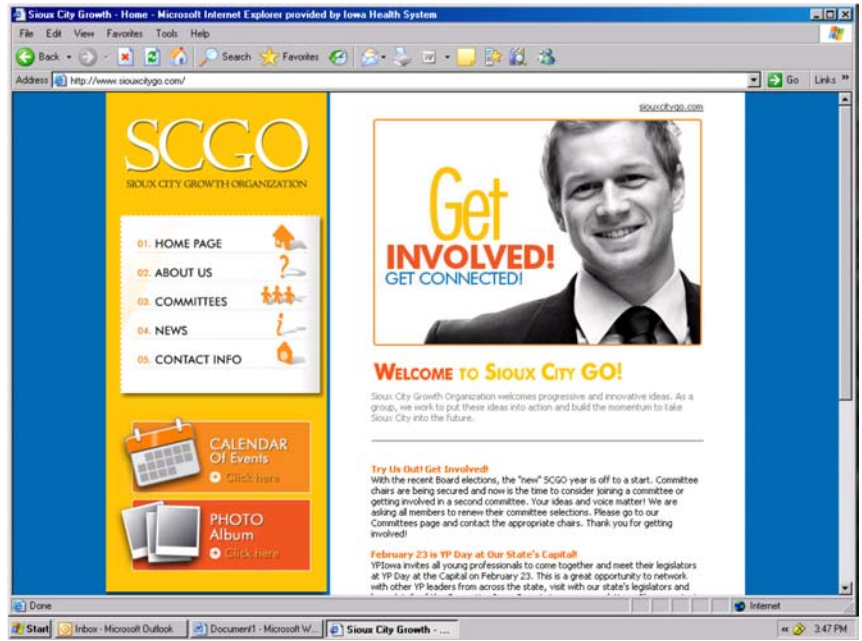 Sioux City Growth - Home - Microsoft Internet Explorer provided by Iowa Health System
File Edit View Favorites Tools Help
Back Search Favorites
Address http://www.siouxcitygo.com/ Go Links »
siouxcitygo.com
SCGO
SIOUX CITY GROWTH ORGANIZATION
01. HOME PAGE
02. ABOUT US
03. COMMITTEES
04. NEWS
05. CONTACT INFO
CALENDAR
Of Events
Click here
PHOTO
Album
Click here
Get
INVOLVED!
GET CONNECTED!
WELCOME TO SIOUX CITY GO!
Sioux City Growth Organization welcomes progressive and innovative ideas. As a
group, we work to put these ideas into action and build the momentum to take
Sioux City into the future.
Try Us Out! Get Involved!
With the recent Board elections, the "new" SCGO year is off to a start. Committee
chairs are being secured and now is the time to consider joining a committee or
getting involved in a second committee. Your ideas and voice matter! We are
asking all members to renew their committee selections. Please go to our
Committees page and contact the appropriate chairs. Thank you for getting
involved!
February 23 is YP Day at Our State's Capital!
YPIowa invites all young professionals to come together and meet their legislators
at YP Day at the Capital on February 23. This is a great opportunity to network
with other YP leaders from across the state, visit with our state's legislators and
Done Internet
Start Inbox - Microsoft Outlook Document1 - Microsoft W... Sioux City Growth - ... « 3:47 PM